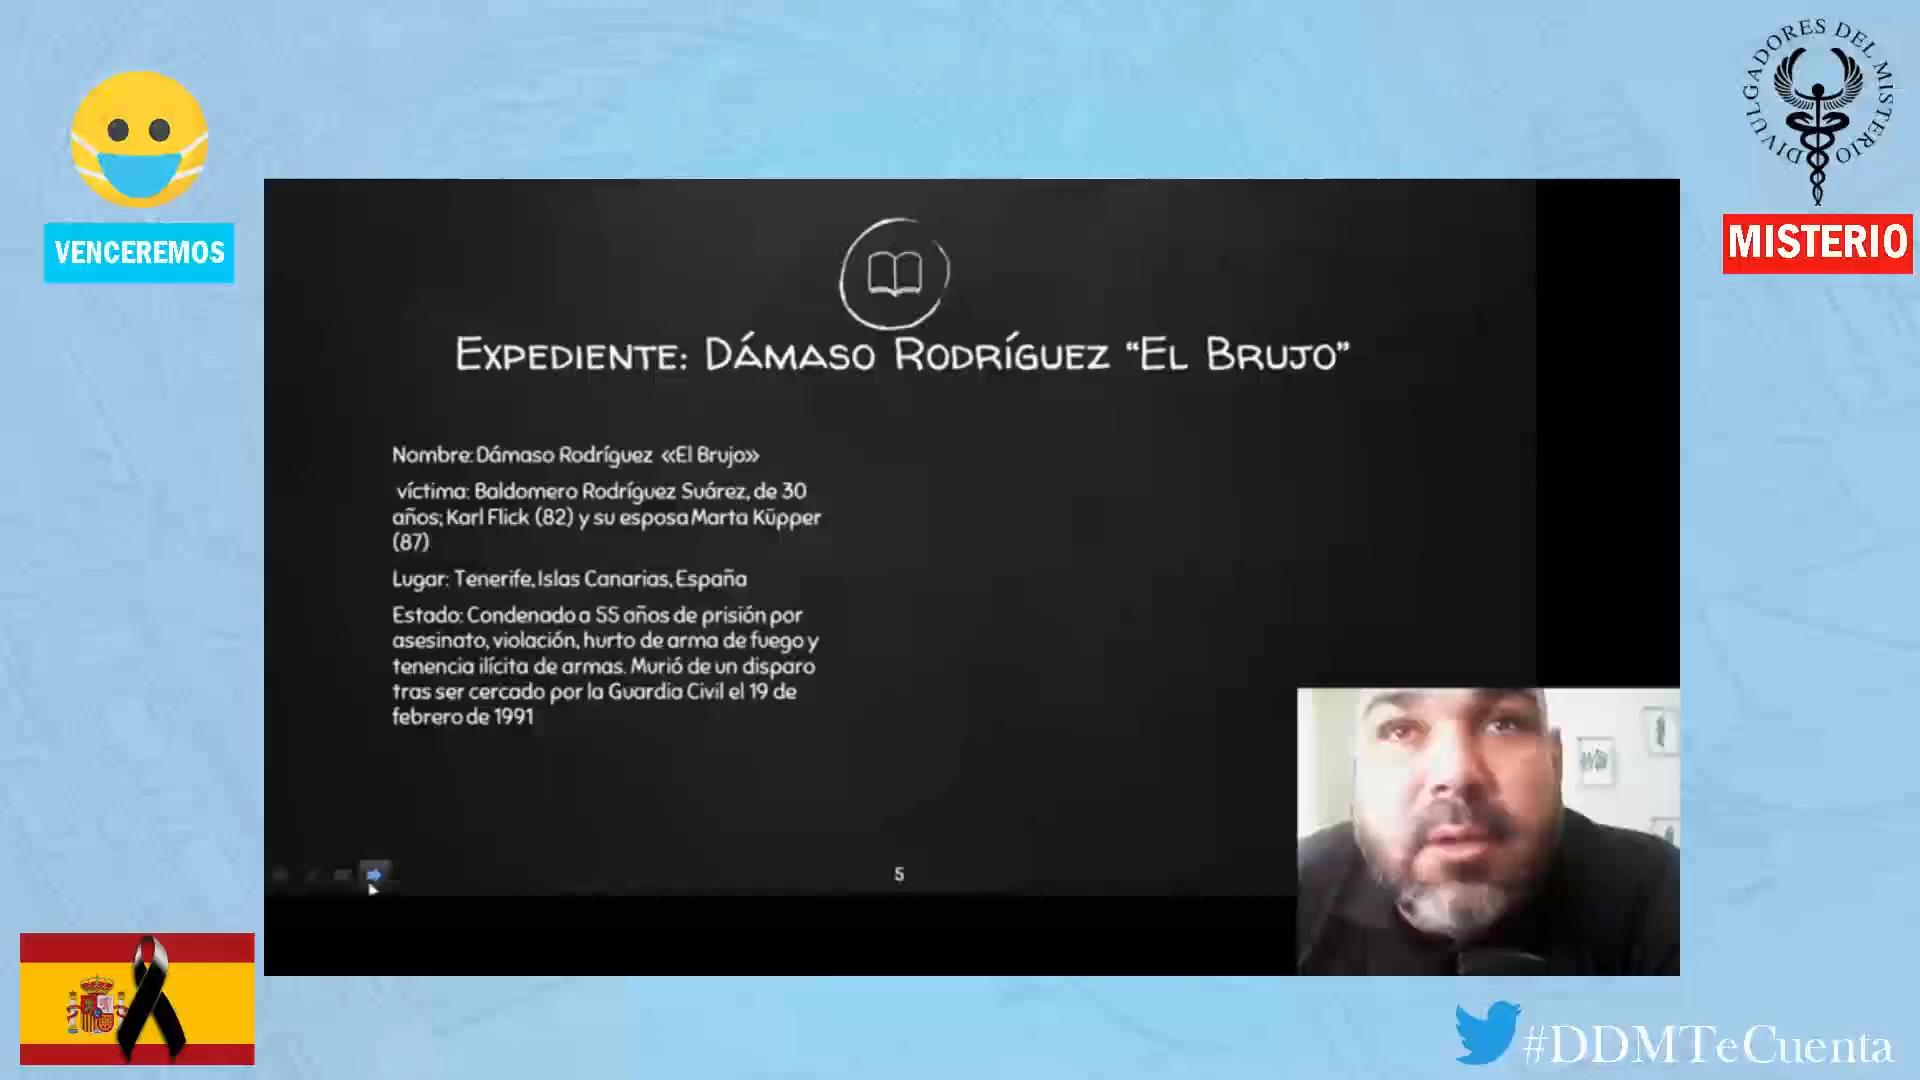 DIVULGADORES DEL MISTERIO
VENCEREMOS
MISTERIO
EXPEDIENTE: DÁMASO RODRÍGUEZ “EL BRUJO”
Nombre: Dámaso Rodríguez «El Brujo»
víctima: Baldomero Rodríguez Suárez, de 30
años; Karl Flick (82) y su esposa Marta Küpper
(87)
Lugar: Tenerife, Islas Canarias, España
Estado: Condenado a 55 años de prisión por
asesinato, violación, hurto de arma de fuego y
tenencia ilícita de armas. Murió de un disparo
tras ser cercado por la Guardia Civil el 19 de
febrero de 1991
5
#DDMTeCuenta